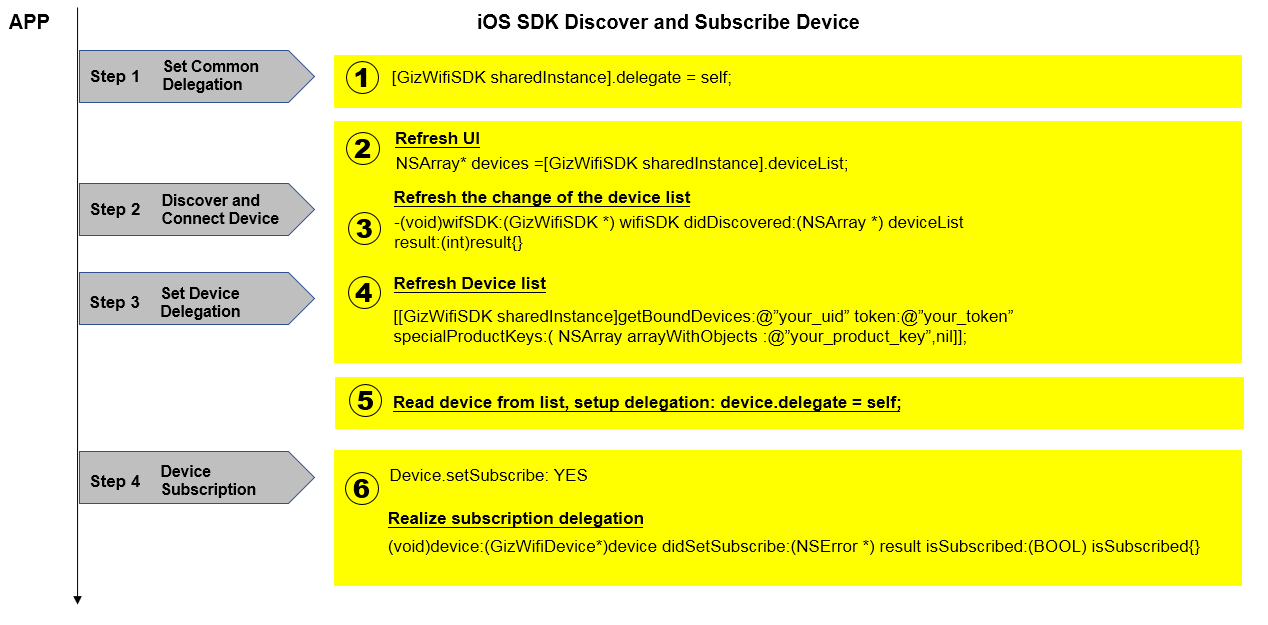 APP
iOS SDK Discover and Subscribe Device
Step 1
Set Common
Delegation
1
[GizWifiSDK sharedInstance].delegate = self;
Step 2
Discover and
Connect Device
2
Refresh UI
NSArray* devices =[GizWifiSDK sharedInstance].deviceList;
3
Refresh the change of the device list
-(void)wifSDK:(GizWifiSDK *) wifiSDK didDiscovered:(NSArray *) deviceList
result:(int)result{}
Step 3
Set Device
Delegation
4
Refresh Device list
[[GizWifiSDK sharedInstance]getBoundDevices:@”your_uid” token:@”your_token”
specialProductKeys:( NSArray arrayWithObjects :@”your_product_key”,nil]];
5
Read device from list, setup delegation: device.delegate = self;
Step 4
Device
Subscription
6
Device.setSubscribe: YES
Realize subscription delegation
(void)device:(GizWifiDevice*)device didSetSubscribe:(NSError *) result isSubscribed:(BOOL) isSubscribed{}